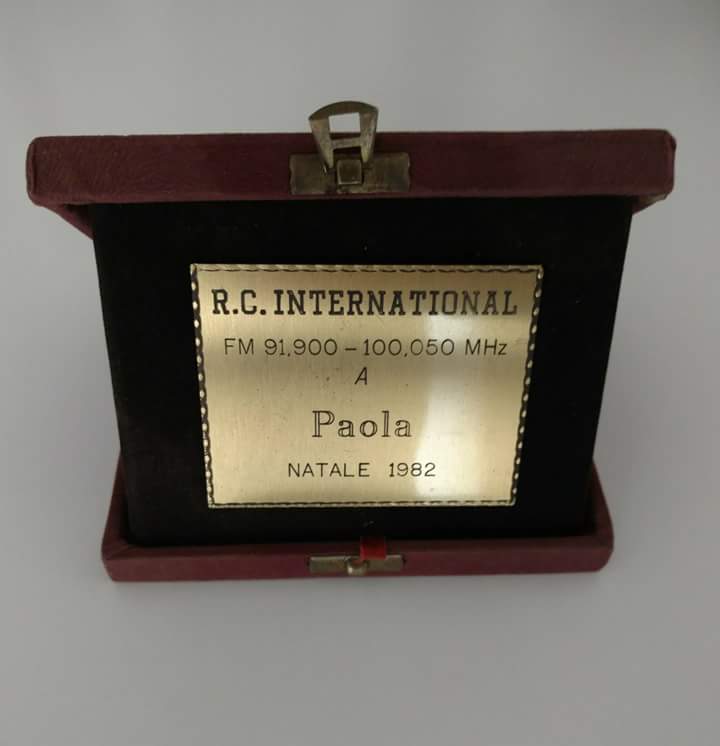 R.C. INTERNATIONAL
FM 91,900 – 100,050 MHz
A
Paola
NATALE 1982